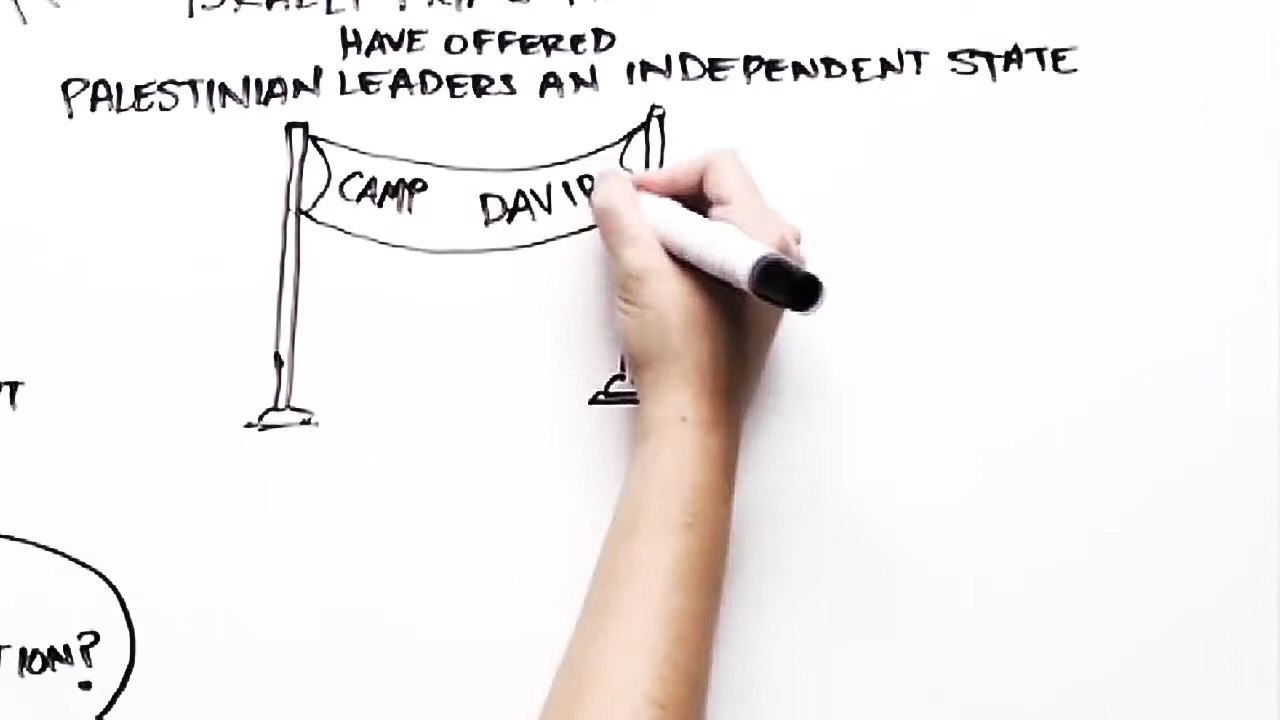 HAVE OFFERED
PALESTINIAN LEADERS AN INDEPENDENT STATE
CAMP DAVID